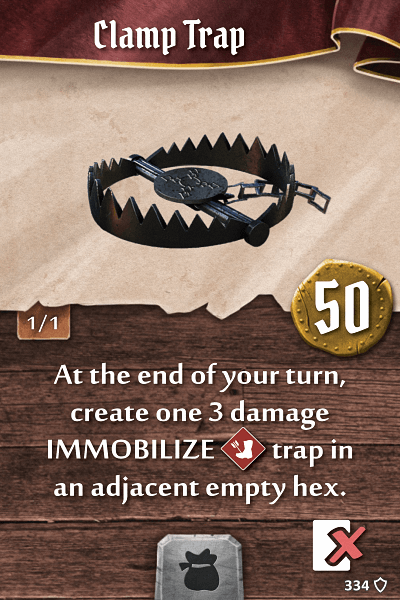 Clamp Trap
1/1
50
At the end of your turn,
create one 3 damage
IMMOBILIZE trap in
an adjacent empty hex.
334